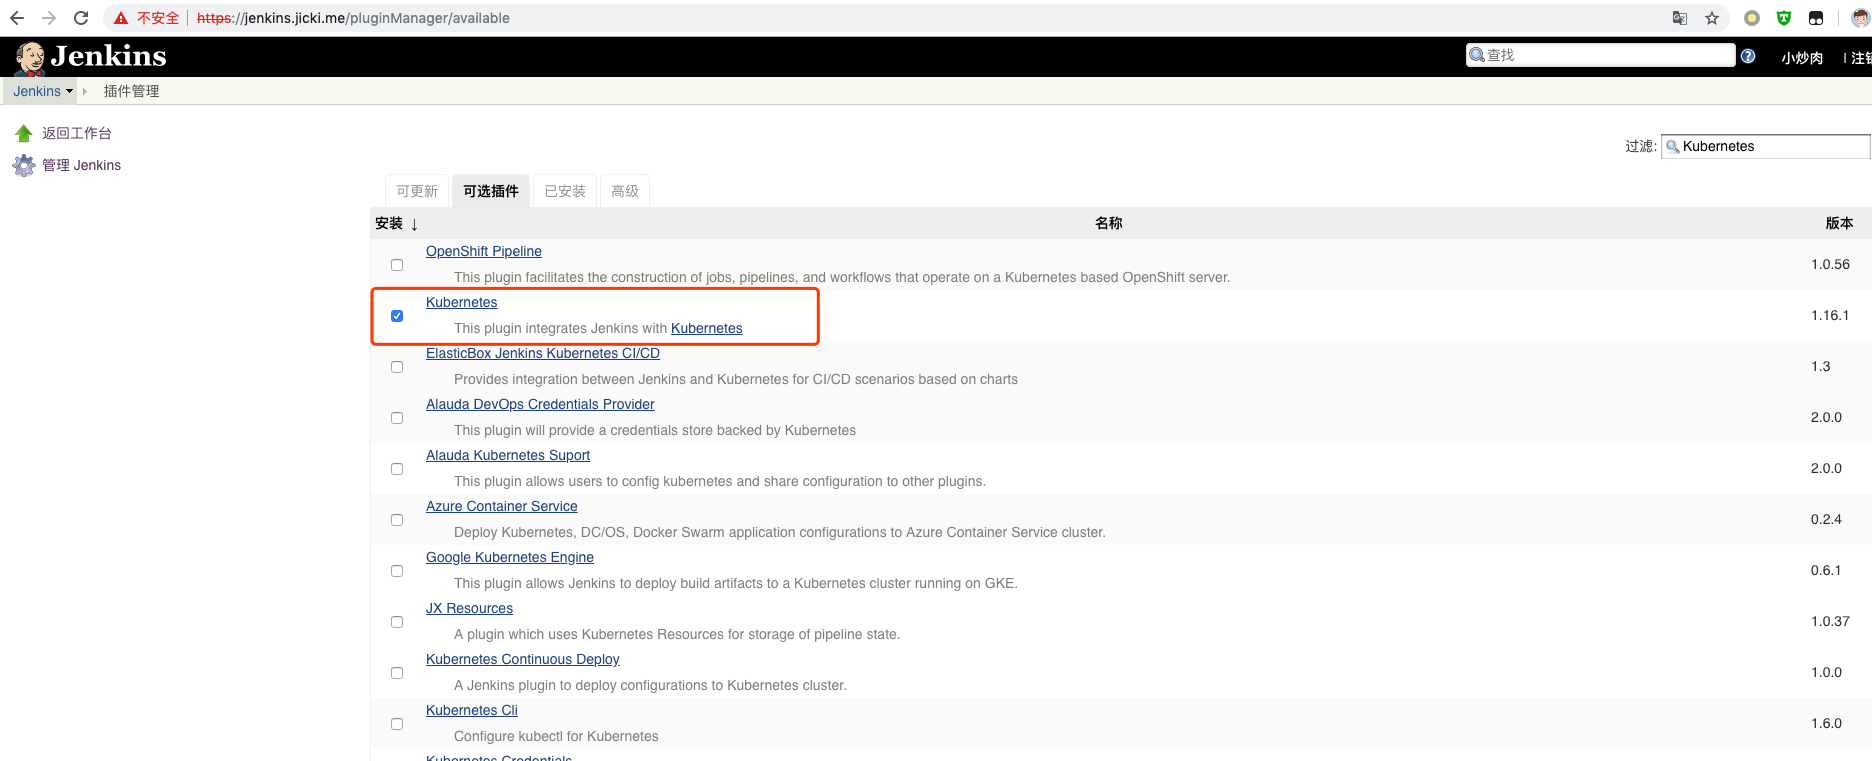 不安全 https://jenkins.jicki.me/pluginManager/available
Jenkins
查找
小炒肉 | 注销
Jenkins 插件管理
返回工作台
管理 Jenkins
过滤: Kubernetes
可更新 可选插件 已安装 高级
安装 ↓ 名称 版本
OpenShift Pipeline
This plugin facilitates the construction of jobs, pipelines, and workflows that operate on a Kubernetes based OpenShift server.
1.0.56
Kubernetes
This plugin integrates Jenkins with Kubernetes
1.16.1
ElasticBox Jenkins Kubernetes CI/CD
Provides integration between Jenkins and Kubernetes for CI/CD scenarios based on charts
1.3
Alauda DevOps Credentials Provider
This plugin will provide a credentials store backed by Kubernetes
2.0.0
Alauda Kubernetes Suport
This plugin allows users to config kubernetes and share configuration to other plugins.
2.0.0
Azure Container Service
Deploy Kubernetes, DC/OS, Docker Swarm application configurations to Azure Container Service cluster.
0.2.4
Google Kubernetes Engine
This plugin allows Jenkins to deploy build artifacts to a Kubernetes cluster running on GKE.
0.6.1
JX Resources
A plugin which uses Kubernetes Resources for storage of pipeline state.
1.0.37
Kubernetes Continuous Deploy
A Jenkins plugin to deploy configurations to Kubernetes cluster.
1.0.0
Kubernetes Cli
Configure kubectl for Kubernetes
1.6.0
Kubernetes Credentials